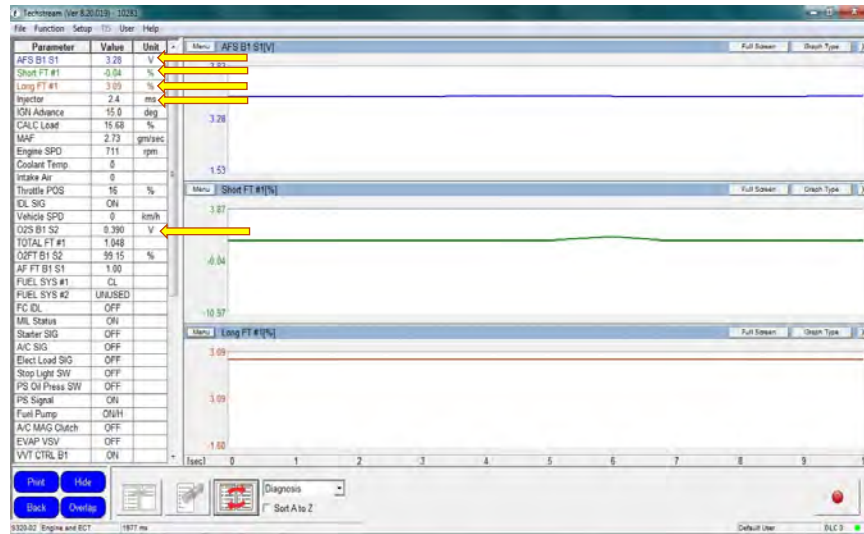 Techstream (Ver 8.20.019) - 10281
File Function Setup TIS User Help
Parameter Value Unit
AFS B1 S1 3.28 V
Short FT #1 -0.04 %
Long FT #1 3.09 %
Injector 2.4 ms
IGN Advance 15.0 deg
CALC Load 15.68 %
MAF 2.73 gm/sec
Engine SPD 711 rpm
Coolant Temp. 0
Intake Air 0
Throttle POS 16 %
IDL SIG ON
Vehicle SPD 0 km/h
O2S B1 S2 0.390 V
TOTAL FT #1 1.048
O2FT B1 S2 99.15 %
AF FT B1 S1 1.00
FUEL SYS #1 CL
FUEL SYS #2 UNUSED
FC IDL OFF
MIL Status ON
Starter SIG OFF
A/C SIG OFF
Elect Load SIG OFF
Stop Light SW OFF
PS Oil Press SW OFF
PS Signal ON
Fuel Pump ON/H
A/C MAG Clutch OFF
EVAP VSV OFF
VVT CTRL B1 ON
Menu AFS B1 S1[V] Full Screen Graph Type
3.28
1.53
Menu Short FT #1[%] Full Screen Graph Type
3.87
-0.04
-10.97
Menu Long FT #1[%] Full Screen Graph Type
3.09
3.09
-1.60
[sec] 0 1 2 3 4 5 6 7 8 9
Print Hide
Back Overlap
Diagnosis
Sort A to Z
Engine and ECT 1977 ms Default User DLC 3